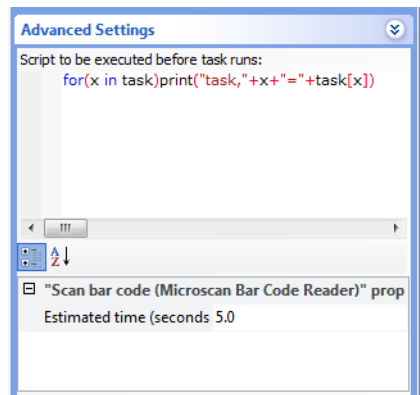 Advanced Settings
Script to be executed before task runs:
for(x in task)print("task,"+x+"="+task[x])
A
Z
"Scan bar code (Microscan Bar Code Reader)" prop
Estimated time (seconds 5.0